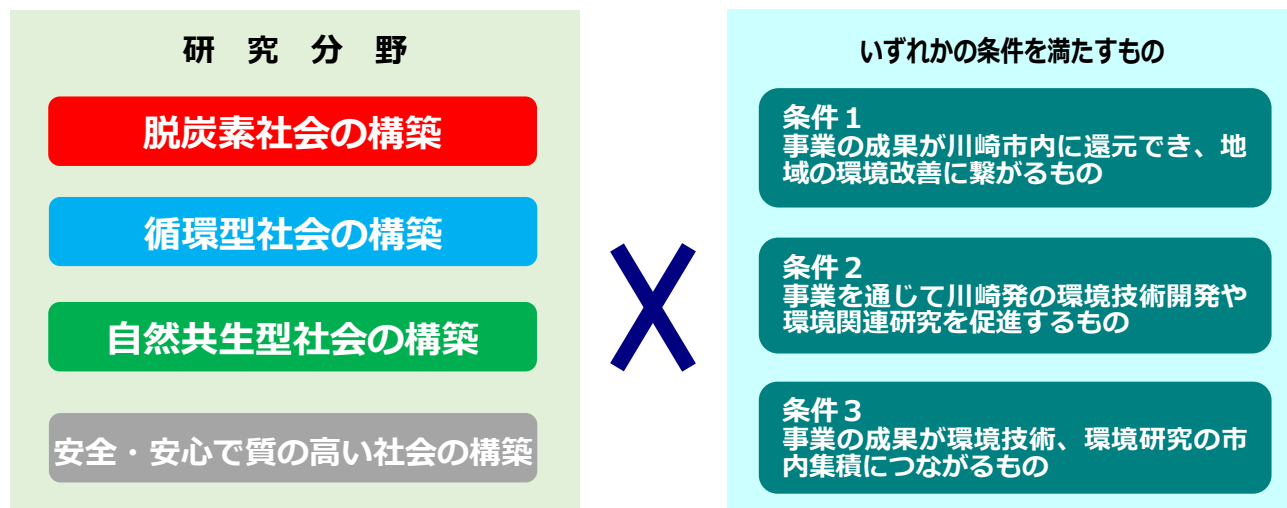 研究分野
脱炭素社会の構築
循環型社会の構築
自然共生型社会の構築
安全・安心で質の高い社会の構築
X
いずれかの条件を満たすもの
条件１
事業の成果が川崎市内に還元でき、地
域の環境改善に繋がるもの
条件２
事業を通じて川崎発の環境技術開発や
環境関連研究を促進するもの
条件３
事業の成果が環境技術、環境研究の市
内集積につながるもの